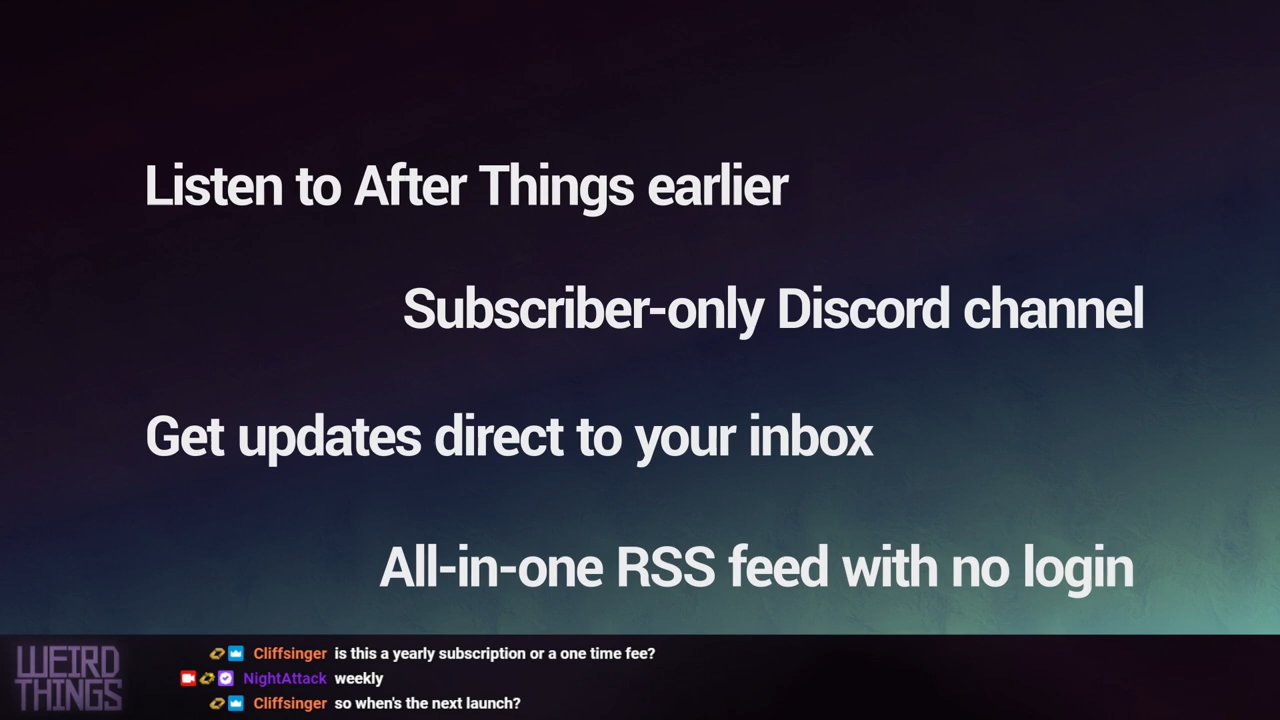 Listen to After Things earlier
Subscriber-only Discord channel
Get updates direct to your inbox
All-in-one RSS feed with no login
WEIRD
THINGS
Cliffsinger is this a yearly subscription or a one time fee?
NightAttack weekly
Cliffsinger so when's the next launch?